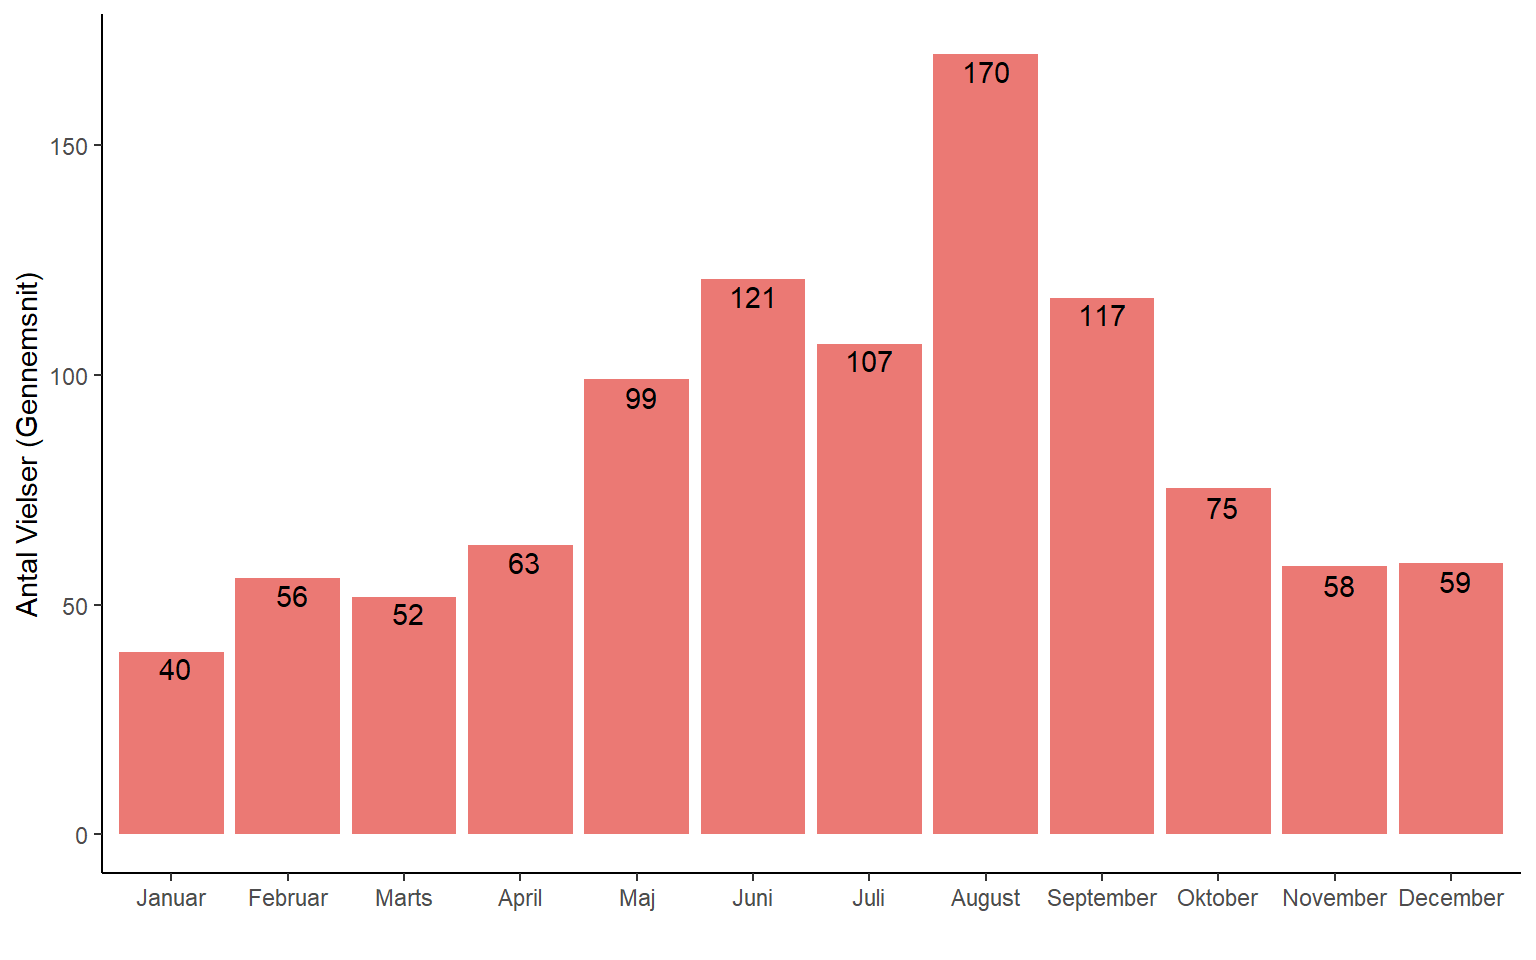 Antal Vielser (Gennemsnit)
150
100
50
0
40
56
52
63
99
121
107
170
117
75
58
59
Januar
Februar
Marts
April
Maj
Juni
Juli
August
September
Oktober
November
December